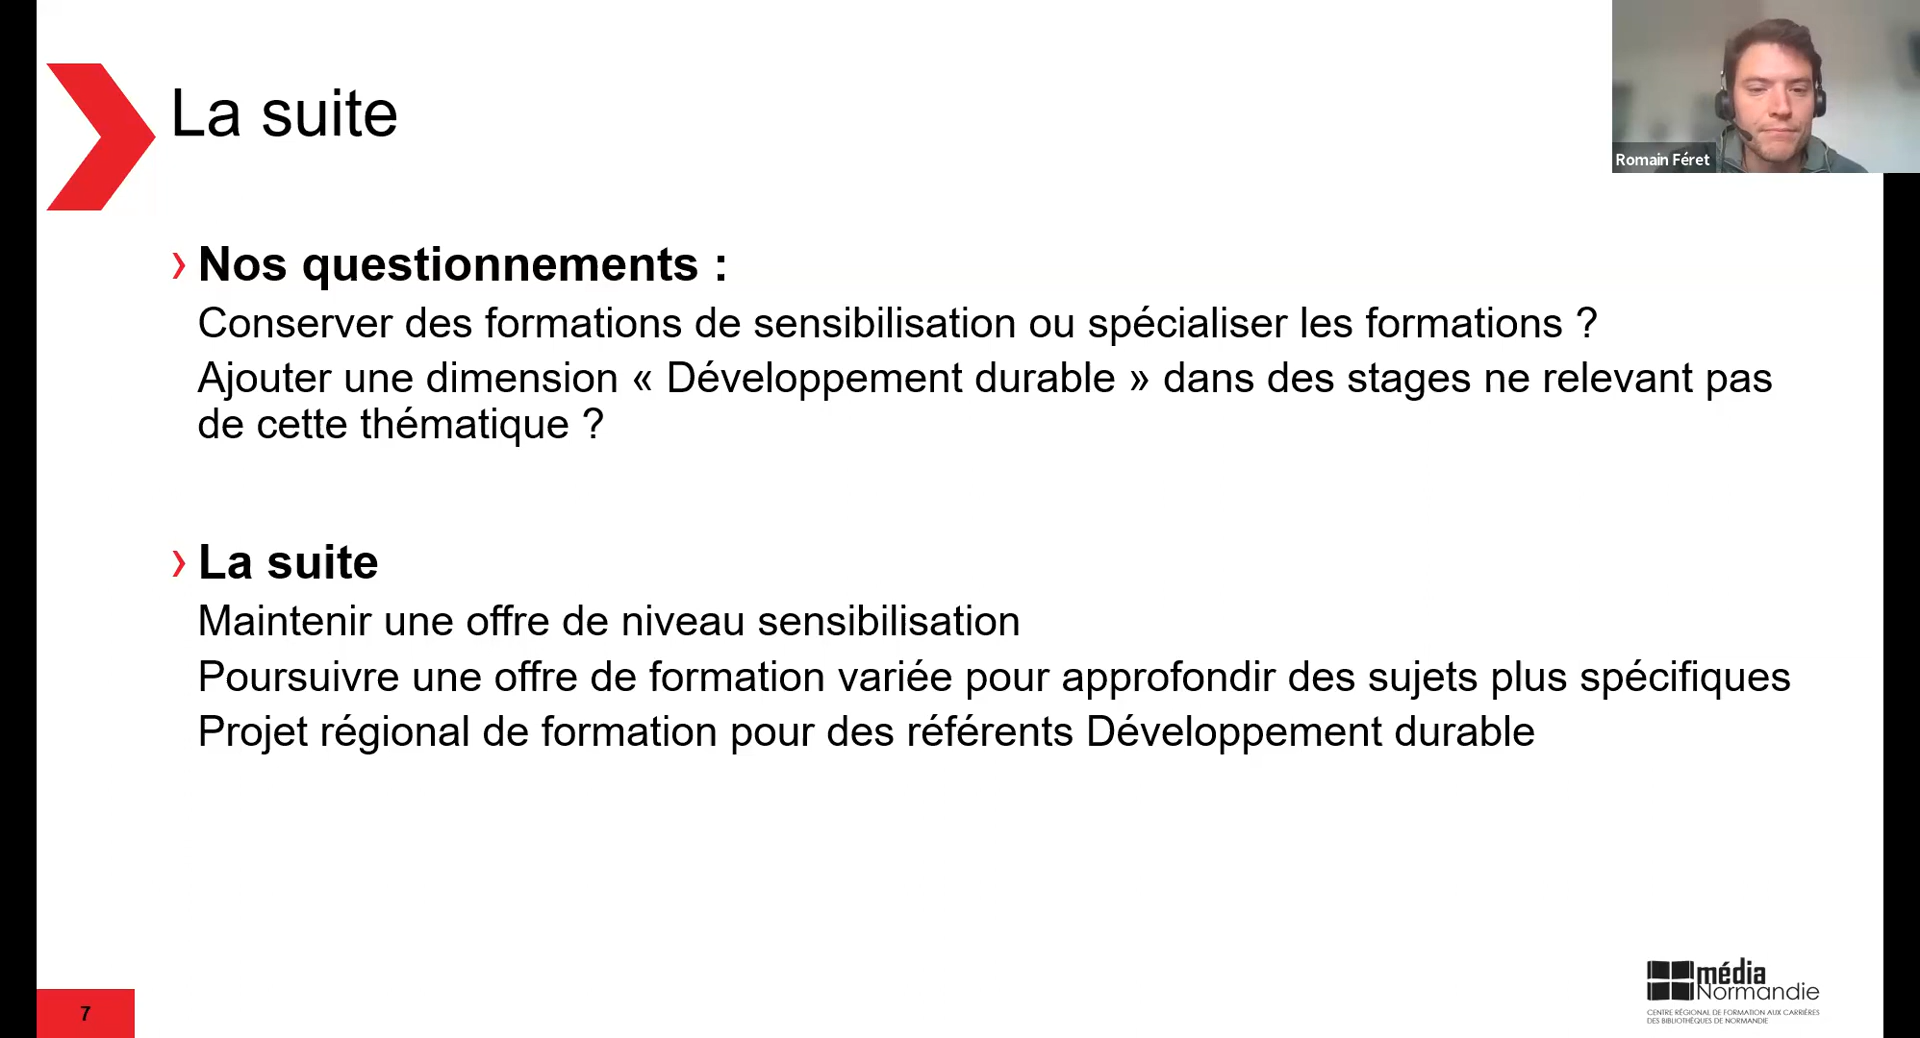 La suite
Romain Féret
› Nos questionnements :
Conserver des formations de sensibilisation ou spécialiser les formations ?
Ajouter une dimension « Développement durable » dans des stages ne relevant pas
de cette thématique ?
› La suite
Maintenir une offre de niveau sensibilisation
Poursuivre une offre de formation variée pour approfondir des sujets plus spécifiques
Projet régional de formation pour des référents Développement durable
média
Normandie
CENTRE RÉGIONAL DE FORMATION AUX CARRIÈRES
DES BIBLIOTHÈQUES DE NORMANDIE
7